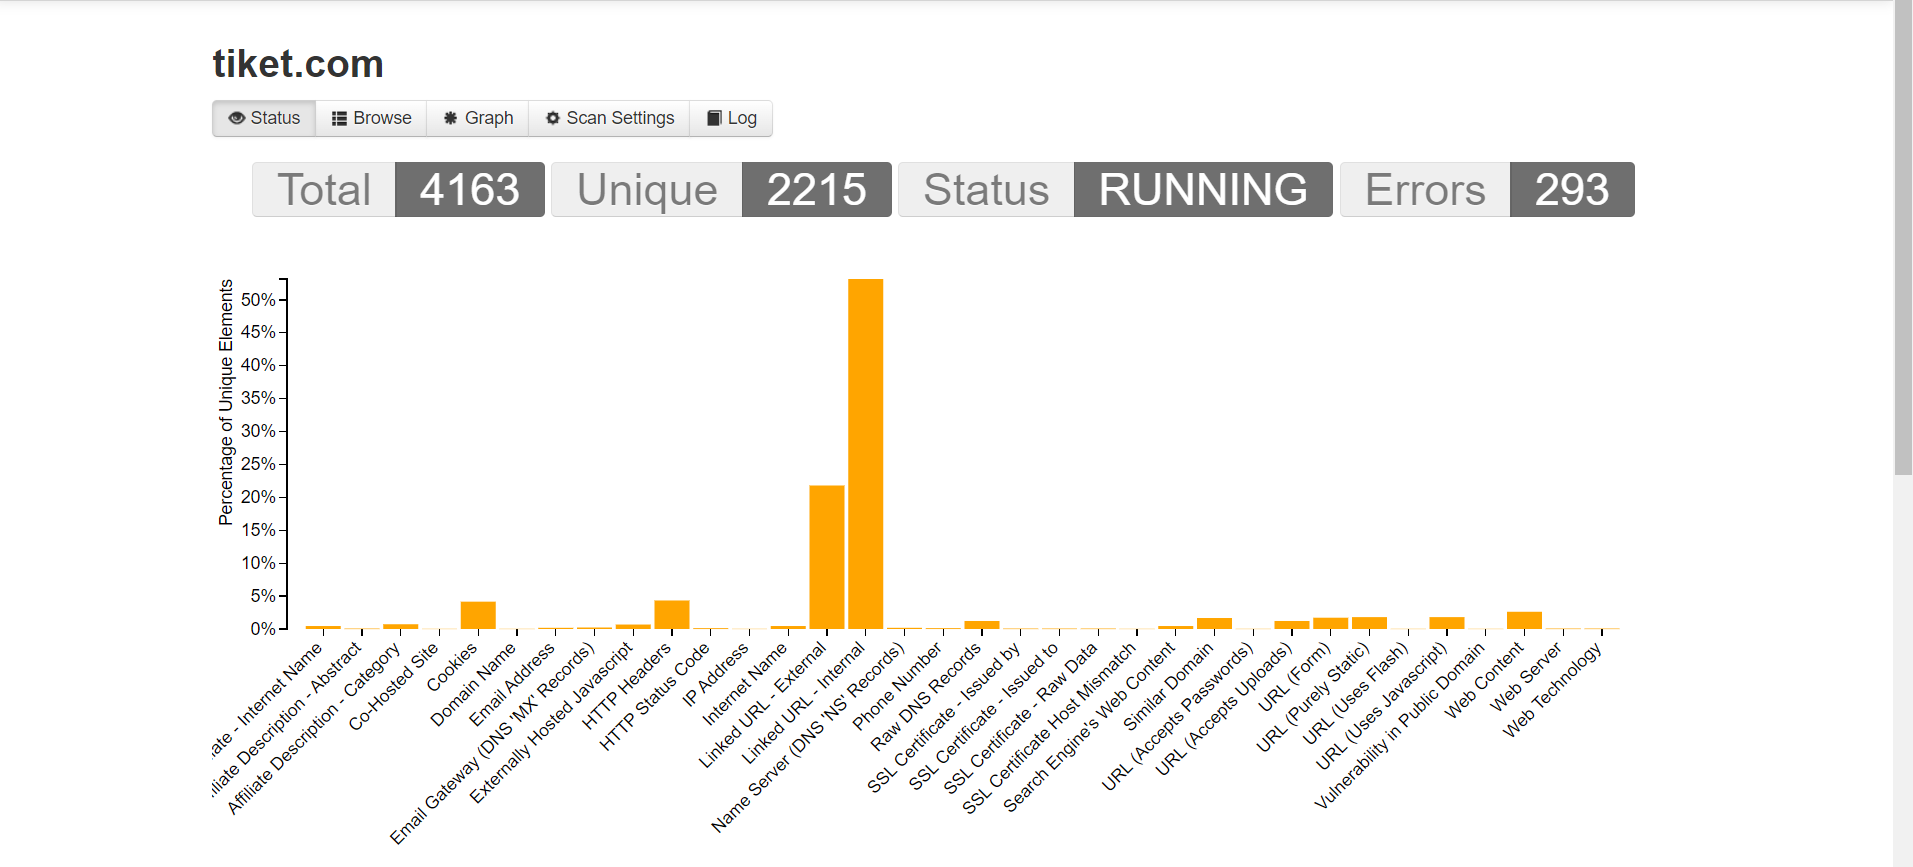 tiket.com
Status Browse Graph Scan Settings Log
Total 4163 Unique 2215 Status RUNNING Errors 293
Percentage of Unique Elements
50%
45%
40%
35%
30%
25%
20%
15%
10%
5%
0%
ate - Internet Name
liate Description - Abstract
Affiliate Description - Category
Co-Hosted Site
Cookies
Domain Name
Email Address
Email Gateway (DNS 'MX' Records)
Externally Hosted Javascript
HTTP Headers
HTTP Status Code
IP Address
Internet Name
Linked URL - External
Linked URL - Internal
Name Server (DNS 'NS' Records)
Phone Number
Raw DNS Records
SSL Certificate - Issued by
SSL Certificate - Issued to
SSL Certificate - Raw Data
SSL Certificate Host Mismatch
Search Engine's Web Content
Similar Domain
URL (Accepts Passwords)
URL (Accepts Uploads)
URL (Form)
URL (Purely Static)
URL (Uses Flash)
URL (Uses Javascript)
Vulnerability in Public Domain
Web Content
Web Server
Web Technology